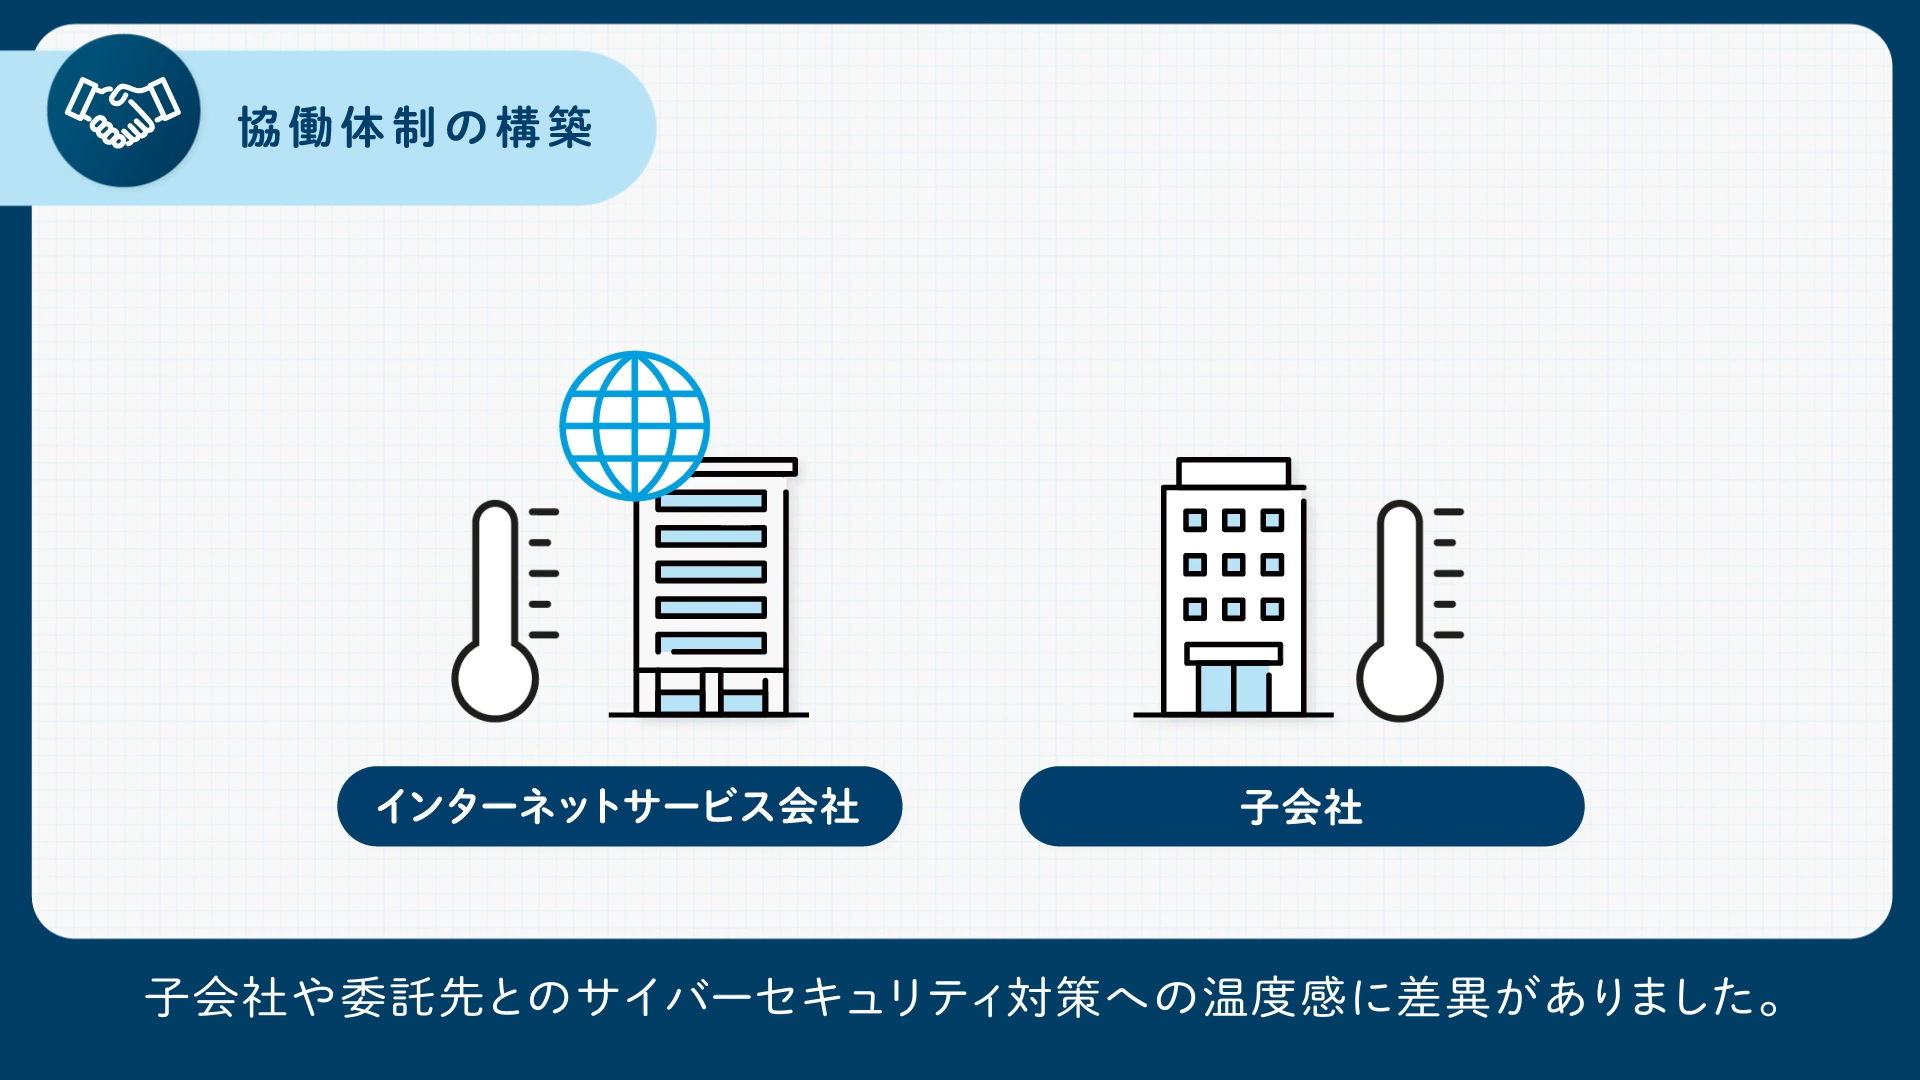 協働体制の構築
インターネットサービス会社
子会社
子会社や委託先とのサイバーセキュリティ対策への温度感に差異がありました。